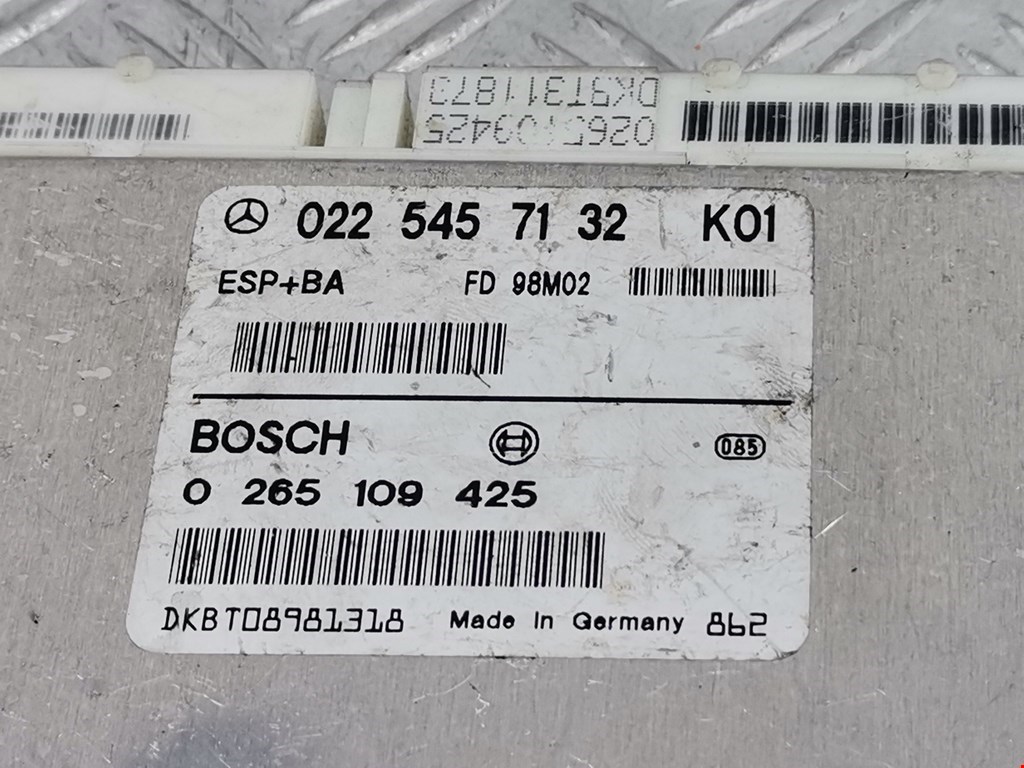 DK9T311873
0265109425
022 545 71 32 K01
ESP+BA FD 98M02
BOSCH 085
0 265 109 425
DKBT08981318 Made in Germany 862